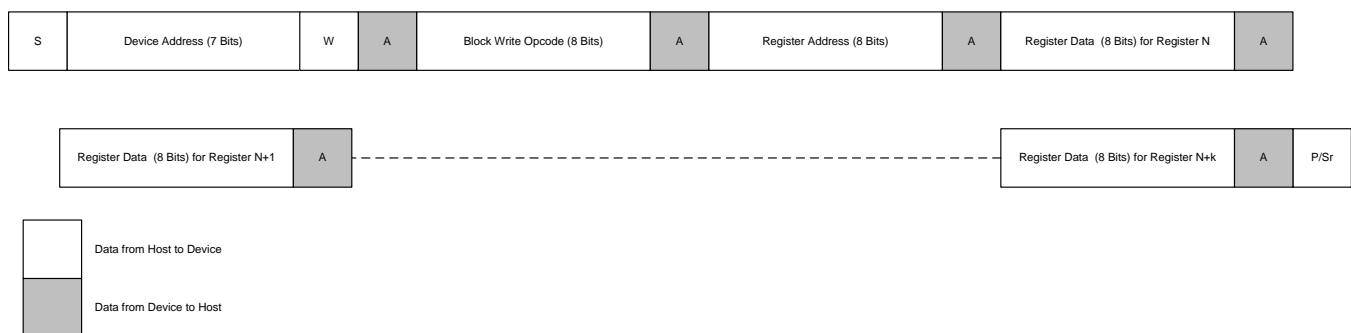 S Device Address (7 Bits) W A Block Write Opcode (8 Bits) A Register Address (8 Bits) A Register Data (8 Bits) for Register N A
Register Data (8 Bits) for Register N+1 A Register Data (8 Bits) for Register N+k A P/Sr
Data from Host to Device
Data from Device to Host